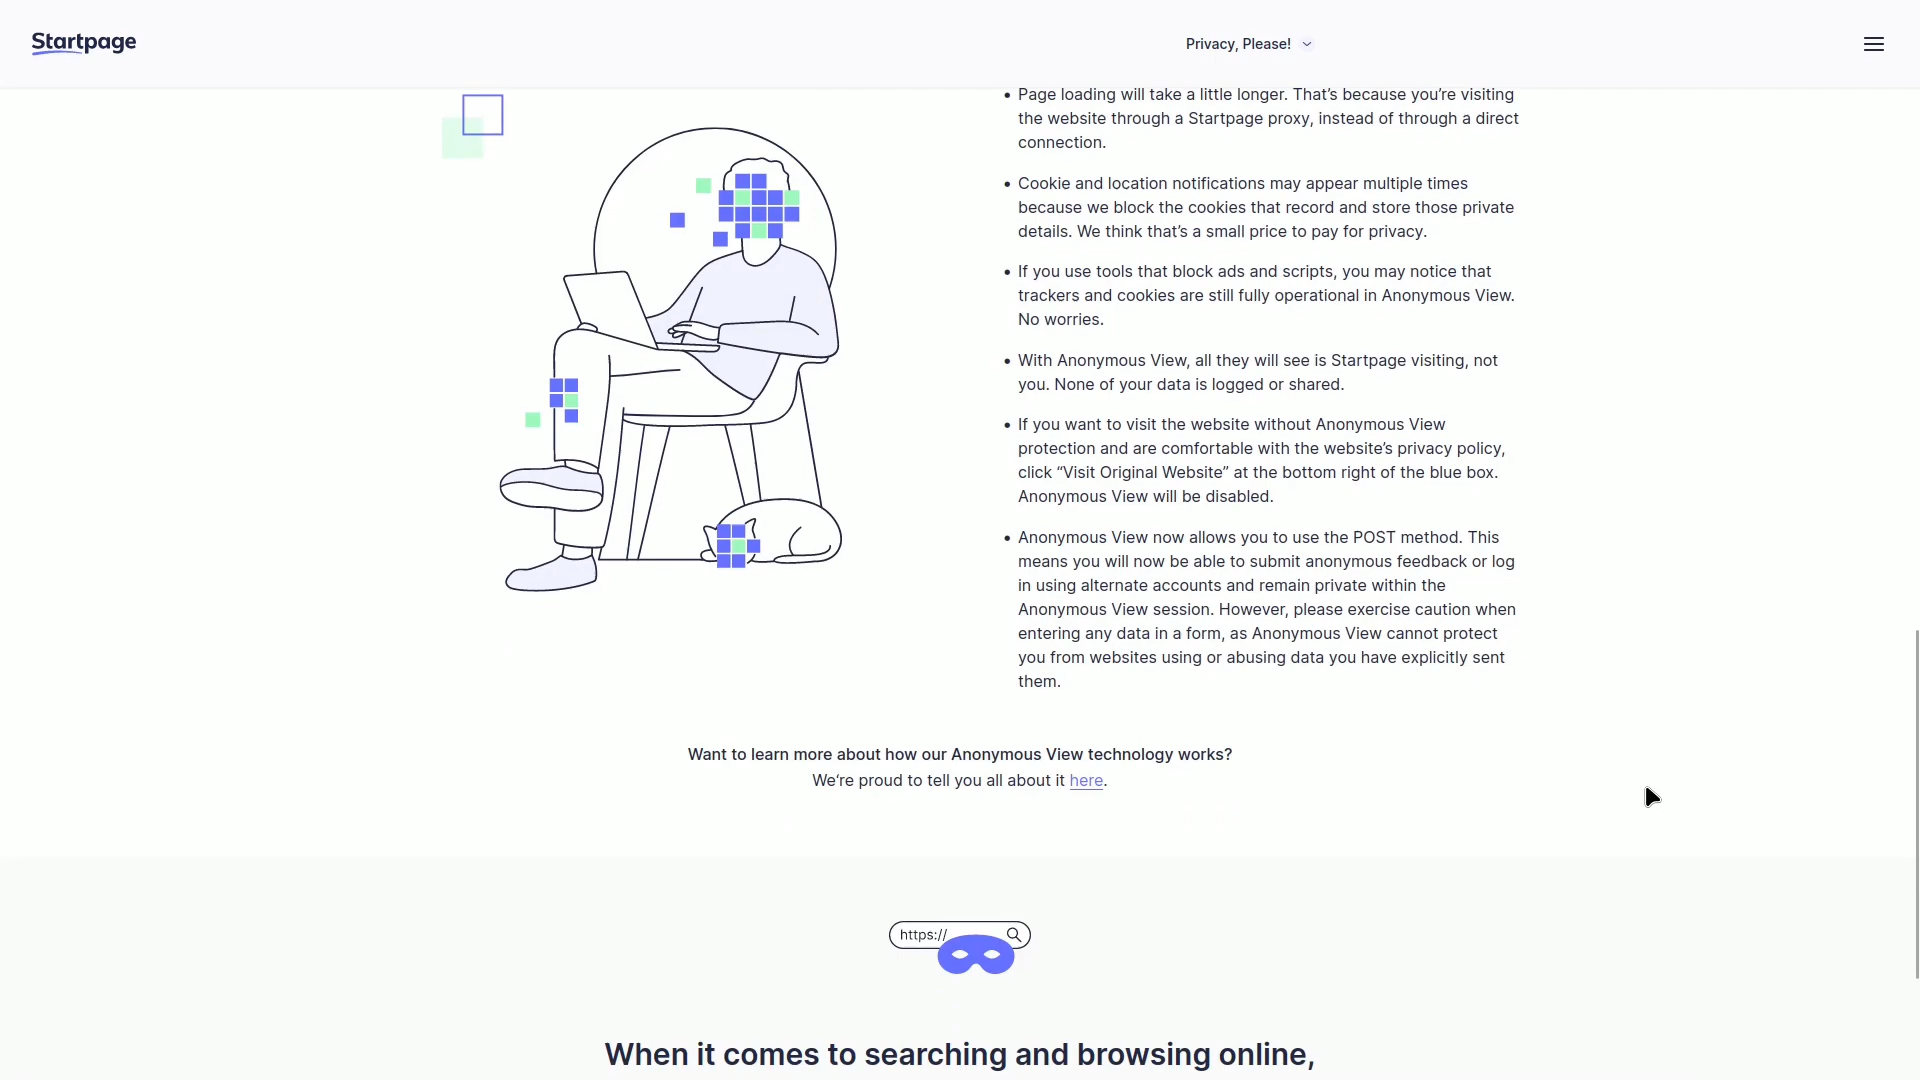 Startpage
Privacy, Please!
• Page loading will take a little longer. That’s because you’re visiting
the website through a Startpage proxy, instead of through a direct
connection.
• Cookie and location notifications may appear multiple times
because we block the cookies that record and store those private
details. We think that’s a small price to pay for privacy.
• If you use tools that block ads and scripts, you may notice that
trackers and cookies are still fully operational in Anonymous View.
No worries.
• With Anonymous View, all they will see is Startpage visiting, not
you. None of your data is logged or shared.
• If you want to visit the website without Anonymous View
protection and are comfortable with the website’s privacy policy,
click “Visit Original Website” at the bottom right of the blue box.
Anonymous View will be disabled.
• Anonymous View now allows you to use the POST method. This
means you will now be able to submit anonymous feedback or log
in using alternate accounts and remain private within the
Anonymous View session. However, please exercise caution when
entering any data in a form, as Anonymous View cannot protect
you from websites using or abusing data you have explicitly sent
them.
Want to learn more about how our Anonymous View technology works?
We‘re proud to tell you all about it here.
https://
When it comes to searching and browsing online,